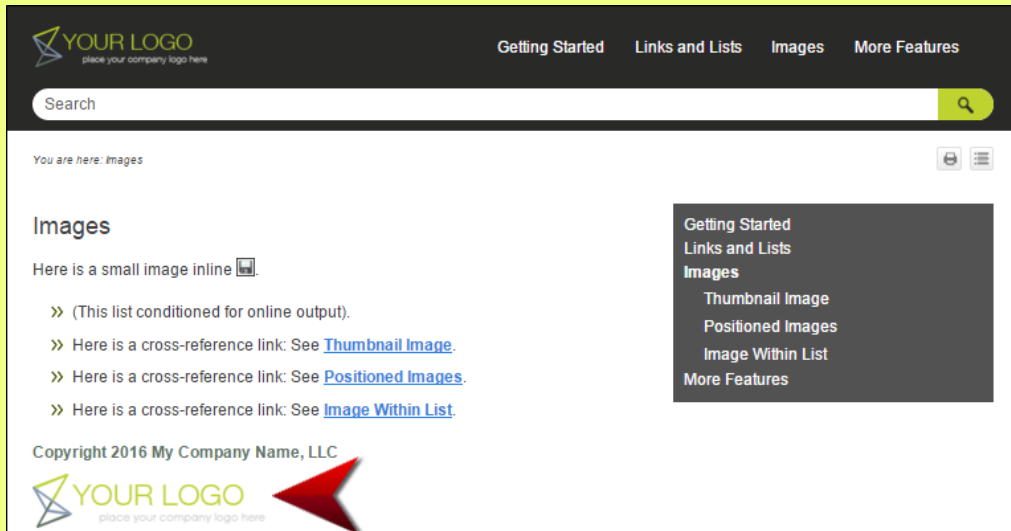 YOUR LOGO
place your company logo here
Getting Started Links and Lists Images More Features
Search
You are here: Images
Images
Here is a small image inline .
(This list conditioned for online output).
Here is a cross-reference link: See Thumbnail Image.
Here is a cross-reference link: See Positioned Images.
Here is a cross-reference link: See Image Within List.
Getting Started
Links and Lists
Images
Thumbnail Image
Positioned Images
Image Within List
More Features
Copyright 2016 My Company Name, LLC
YOUR LOGO
place your company logo here